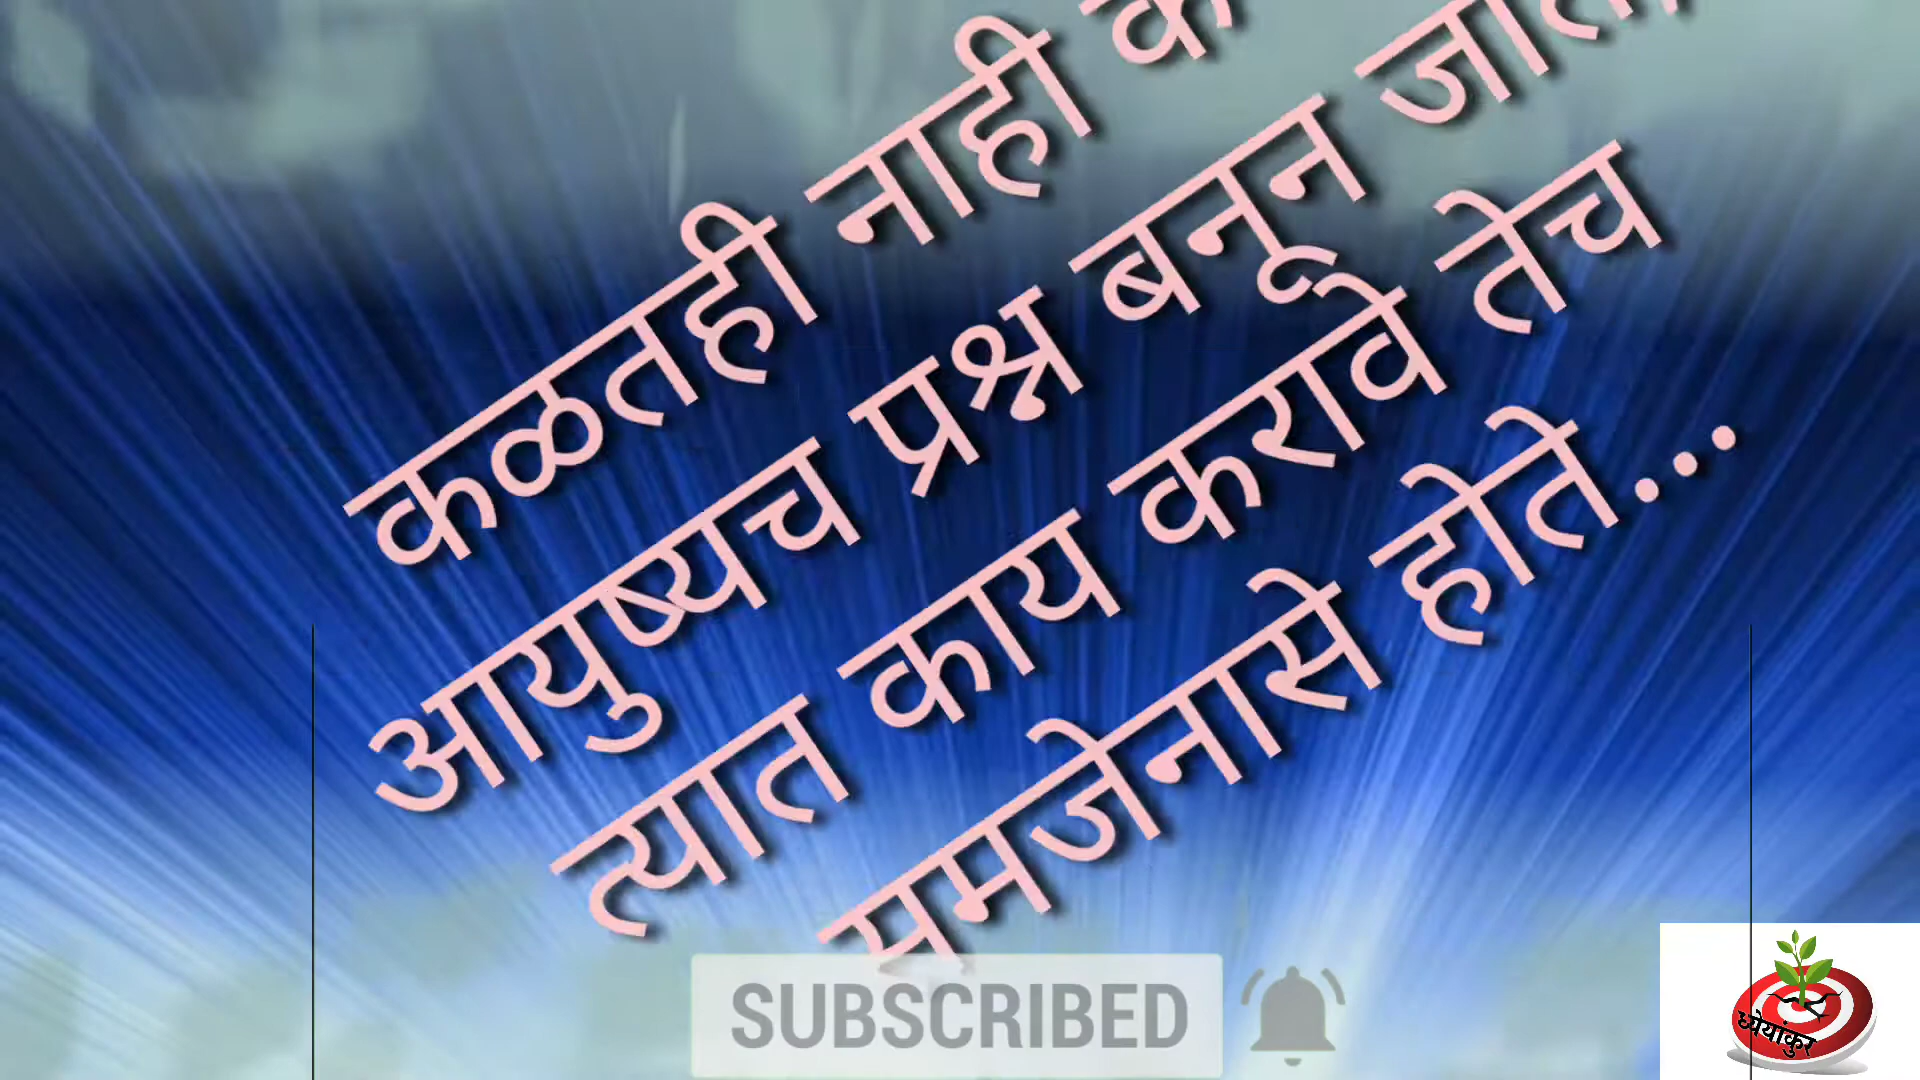 कळतही नाही क
आयुष्यच प्रश्न बनून जाते,
त्यात काय करावे तेच
समजेनासे होते...
SUBSCRIBED
ध्येयांकुर